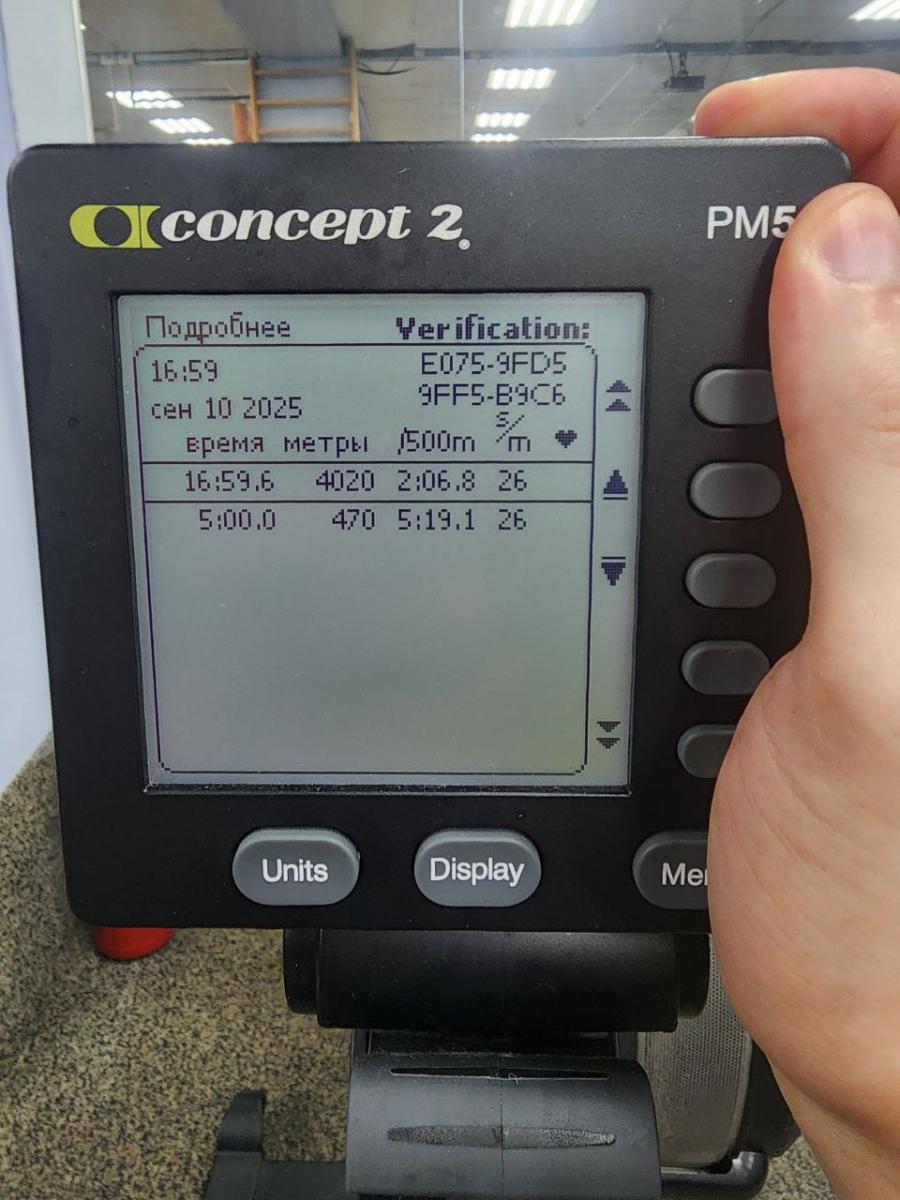 concept 2®
PM5
Подробнее Verification:
16:59 E075-9FD5
сен 10 2025 9FF5-B9C6
время метры /500m s/m ♥
16:59.6 4020 2:06.8 26
5:00.0 470 5:19.1 26
Units Display